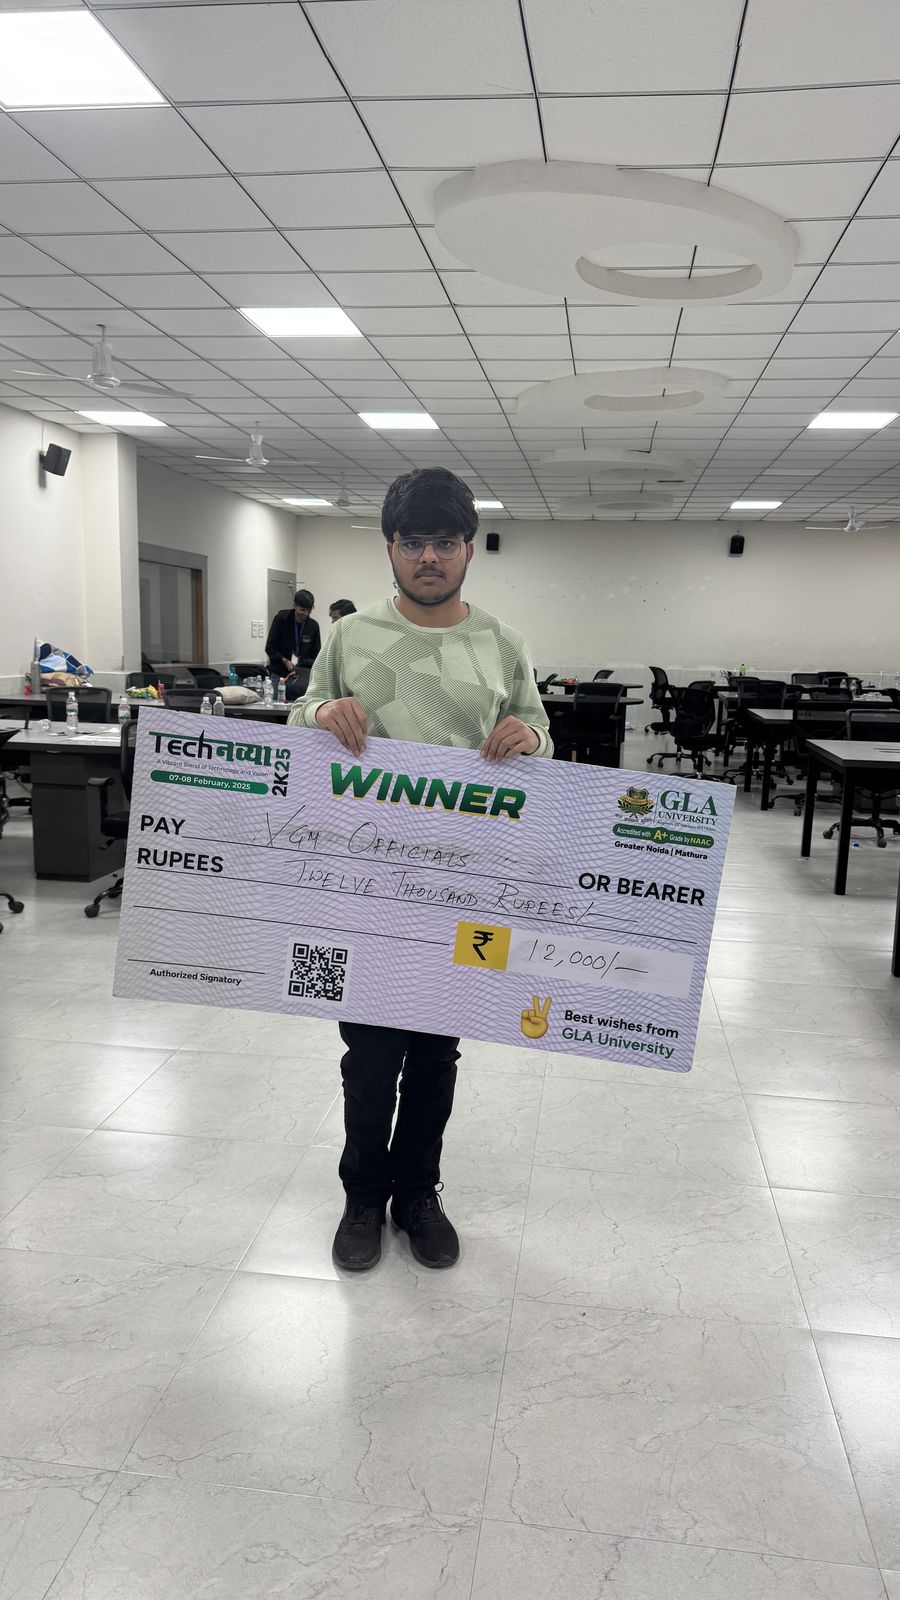 Techनव्या 2K25
A Vibrant Blend of Technology and Vision
07-08 February, 2025
WINNER
GLA
UNIVERSITY
Accredited with A+ Grade by NAAC
Greater Noida | Mathura
PAY VGM OFFICIALS OR BEARER
RUPEES TWELVE THOUSAND RUPEES/-
₹ 12,000/-
Authorized Signatory
Best wishes from
GLA University